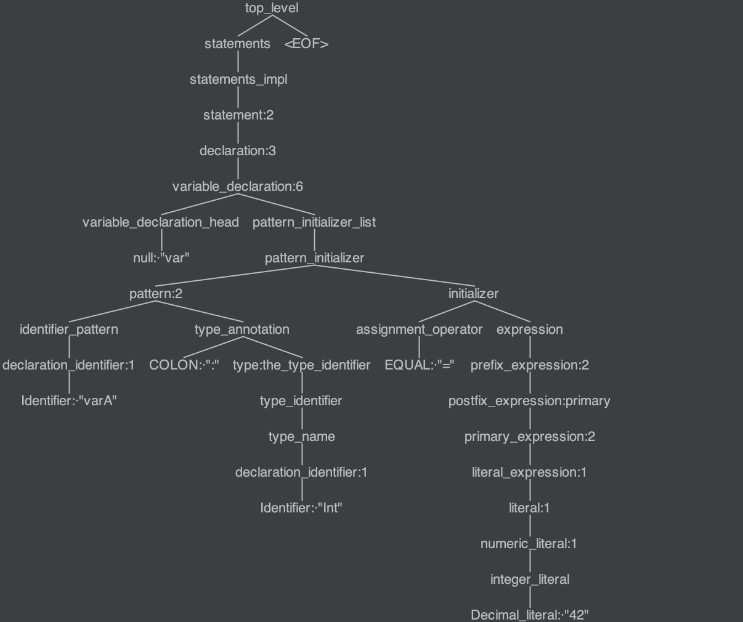 top_level
statements <EOF>
statements_impl
statement:2
declaration:3
variable_declaration:6
variable_declaration_head pattern_initializer_list
null:·"var" pattern_initializer
pattern:2 initializer
identifier_pattern type_annotation assignment_operator expression
declaration_identifier:1 COLON:·":" type:the_type_identifier EQUAL:·"=" prefix_expression:2
Identifier:·"varA" type_identifier postfix_expression:primary
type_name primary_expression:2
declaration_identifier:1 literal_expression:1
Identifier:·"Int" literal:1
numeric_literal:1
integer_literal
Decimal_literal:·"42"